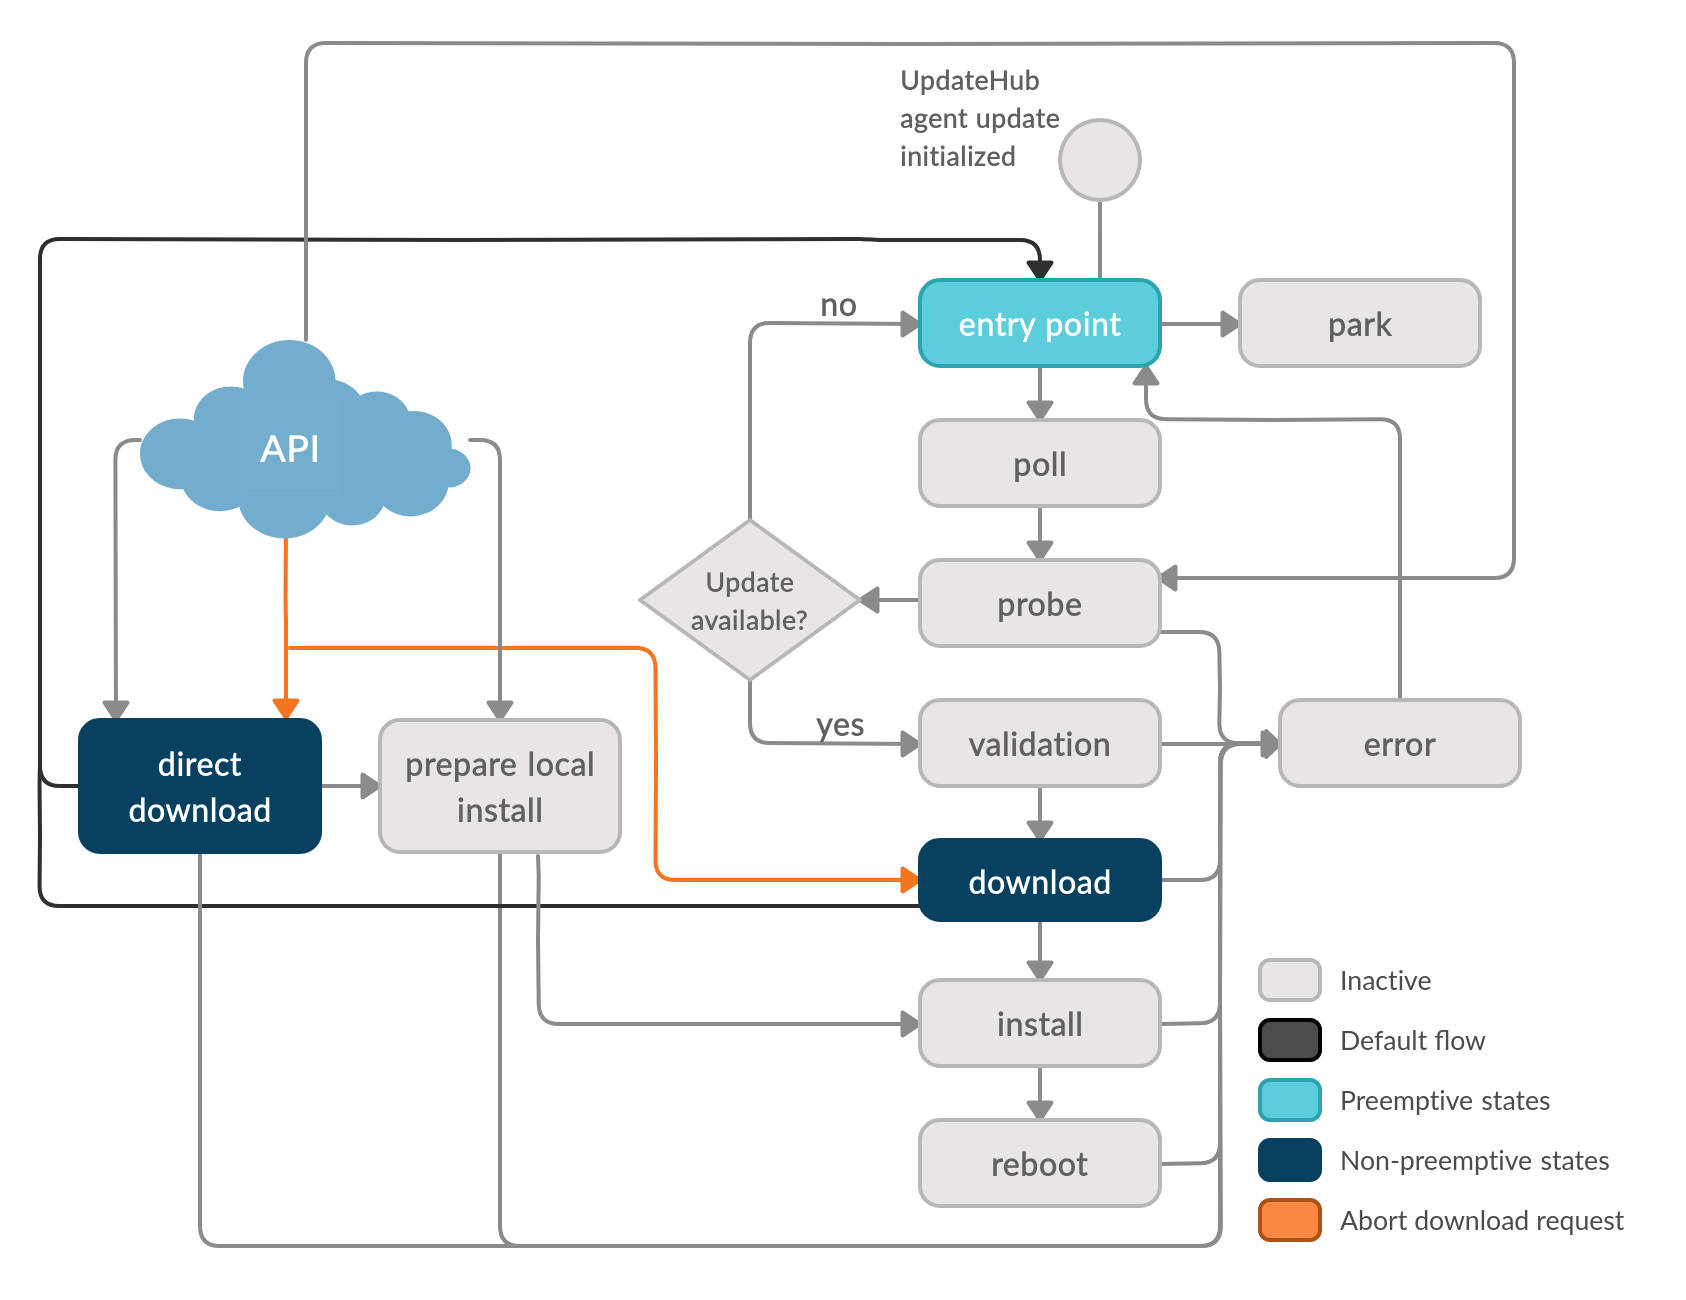 UpdateHub
agent update
initialized
no
entry point
park
API
poll
Update
available?
probe
yes
validation
error
direct
download
prepare local
install
download
install
reboot
Inactive
Default flow
Preemptive states
Non-preemptive states
Abort download request